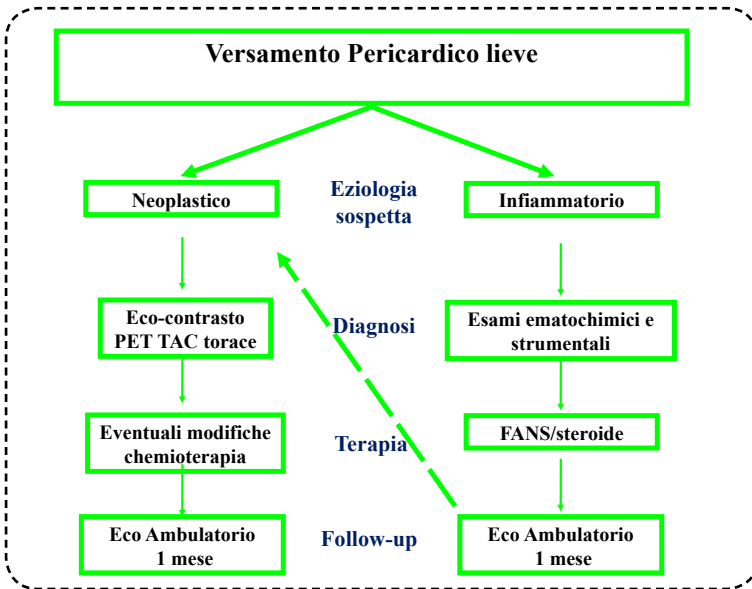 Versamento Pericardico lieve
Neoplastico
Eziologia
sospetta
Infiammatorio
Eco-contrasto
PET TAC torace
Diagnosi
Esami ematochimici e
strumentali
Eventuali modifiche
chemioterapia
Terapia
FANS/steroide
Eco Ambulatorio
1 mese
Follow-up
Eco Ambulatorio
1 mese